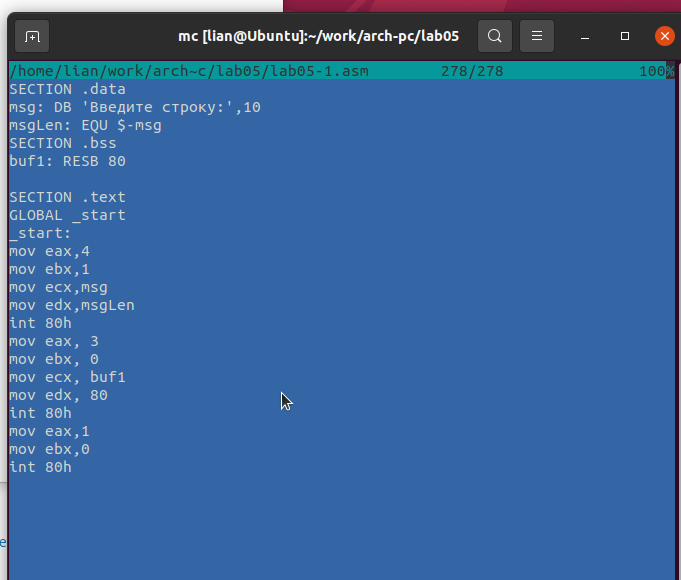 mc [lian@Ubuntu]:~/work/arch-pc/lab05
/home/lian/work/arch~c/lab05/lab05-1.asm 278/278 100%
SECTION .data
msg: DB 'Введите строку:',10
msgLen: EQU $-msg
SECTION .bss
buf1: RESB 80
SECTION .text
GLOBAL _start
_start:
mov eax,4
mov ebx,1
mov ecx,msg
mov edx,msgLen
int 80h
mov eax, 3
mov ebx, 0
mov ecx, buf1
mov edx, 80
int 80h
mov eax,1
mov ebx,0
int 80h